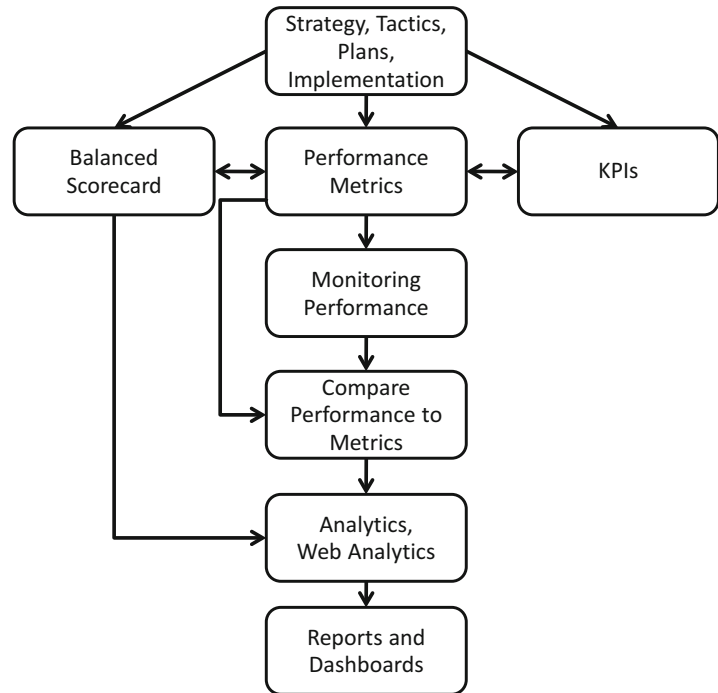 Strategy, Tactics,
Plans,
Implementation
Balanced
Scorecard
Performance
Metrics
KPIs
Monitoring
Performance
Compare
Performance to
Metrics
Analytics,
Web Analytics
Reports and
Dashboards